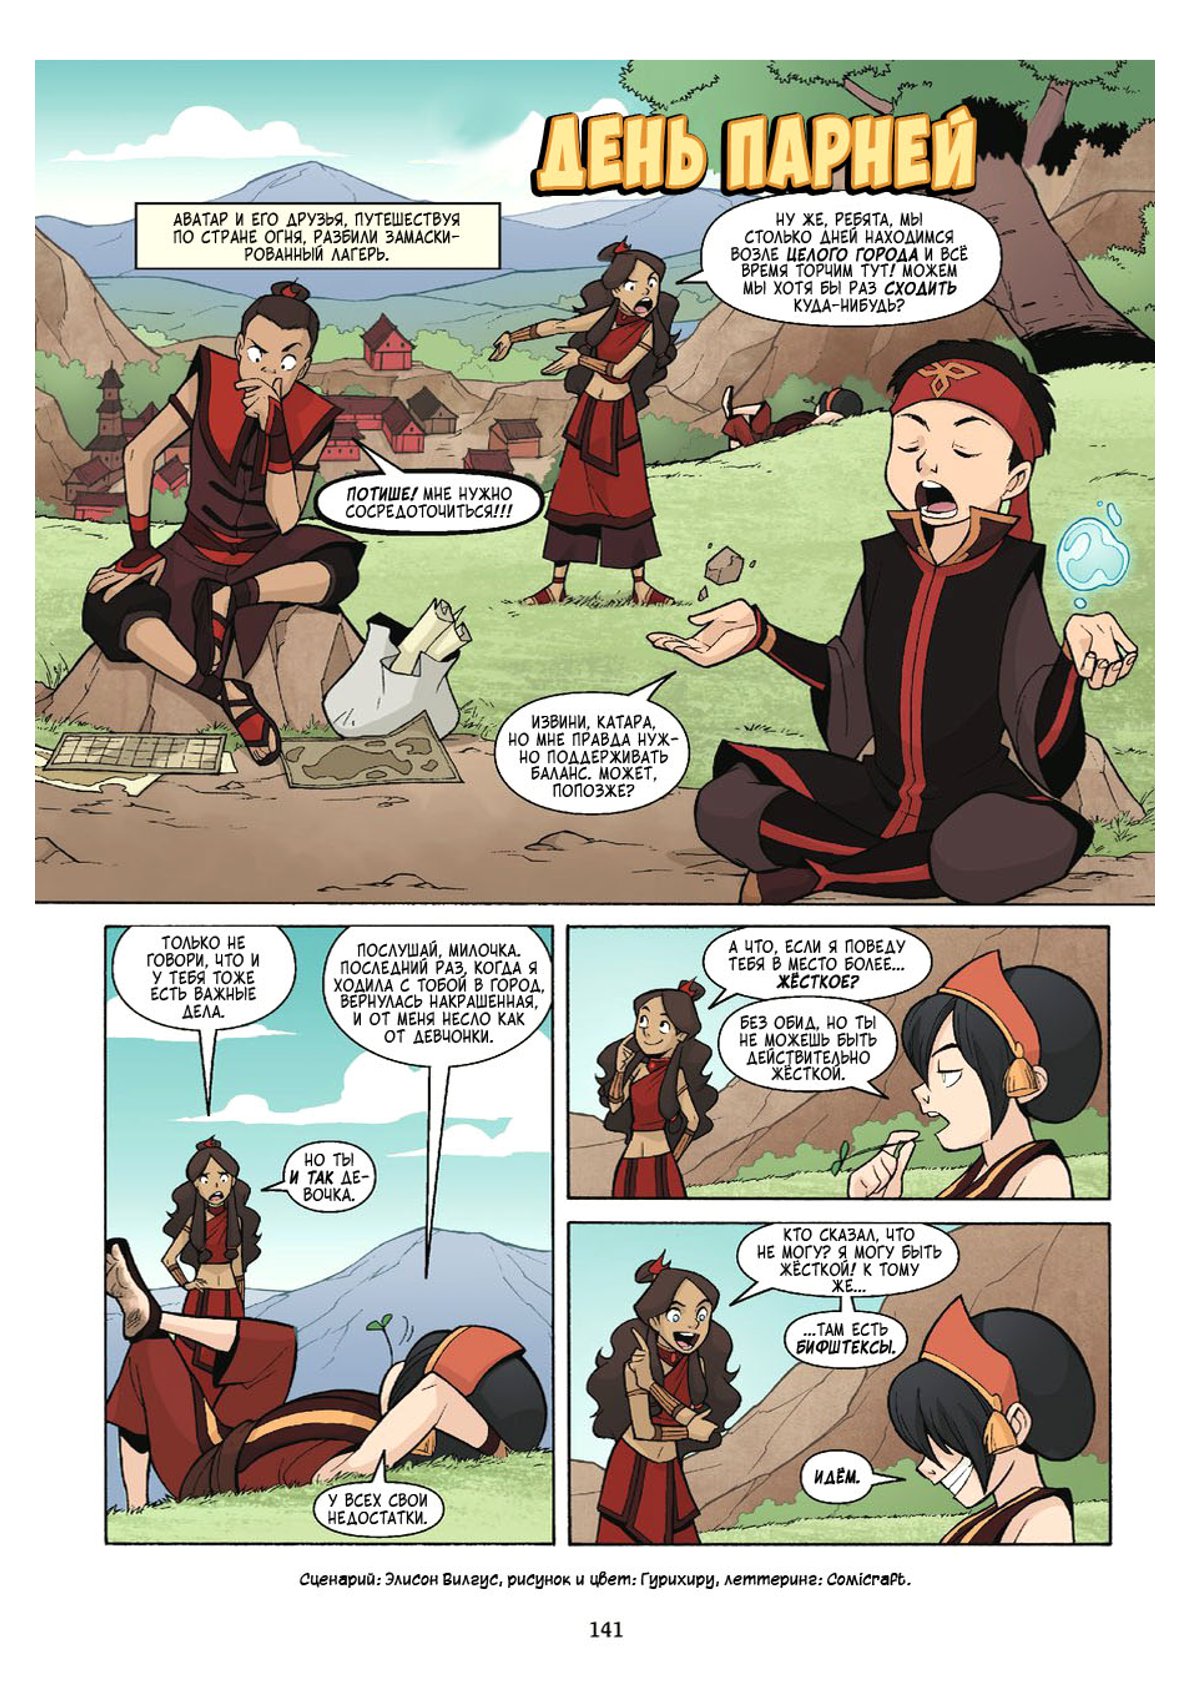 ДЕНЬ ПАРНЕЙ
АВАТАР И ЕГО ДРУЗЬЯ, ПУТЕШЕСТВУЯ
ПО СТРАНЕ ОГНЯ, РАЗБИЛИ ЗАМАСКИ-
РОВАННЫЙ ЛАГЕРЬ.
НУ ЖЕ, РЕБЯТА, МЫ
СТОЛЬКО ДНЕЙ НАХОДИМСЯ
ВОЗЛЕ ЦЕЛОГО ГОРОДА И ВСЁ
ВРЕМЯ ТОРЧИМ ТУТ! МОЖЕМ
МЫ ХОТЯ БЫ РАЗ СХОДИТЬ
КУДА-НИБУДЬ?
ПОТИШЕ! МНЕ НУЖНО
СОСРЕДОТОЧИТЬСЯ!!!
ИЗВИНИ, КАТАРА,
НО МНЕ ПРАВДА НУЖ-
НО ПОДДЕРЖИВАТЬ
БАЛАНС. МОЖЕТ,
ПОПОЗЖЕ?
ТОЛЬКО НЕ
ГОВОРИ, ЧТО И
У ТЕБЯ ТОЖЕ
ЕСТЬ ВАЖНЫЕ
ДЕЛА.
ПОСЛУШАЙ, МИЛОЧКА.
ПОСЛЕДНИЙ РАЗ, КОГДА Я
ХОДИЛА С ТОБОЙ В ГОРОД,
ВЕРНУЛАСЬ НАКРАШЕННАЯ,
И ОТ МЕНЯ НЕСЛО КАК
ОТ ДЕВЧОНКИ.
НО ТЫ
И ТАК ДЕ-
ВОЧКА.
У ВСЕХ СВОИ
НЕДОСТАТКИ.
А ЧТО, ЕСЛИ Я ПОВЕДУ
ТЕБЯ В МЕСТО БОЛЕЕ...
ЖЁСТКОЕ?
БЕЗ ОБИД, НО ТЫ
НЕ МОЖЕШЬ БЫТЬ
ДЕЙСТВИТЕЛЬНО
ЖЁСТКОЙ.
КТО СКАЗАЛ, ЧТО
НЕ МОГУ? Я МОГУ БЫТЬ
ЖЁСТКОЙ! К ТОМУ
ЖЕ...
...ТАМ ЕСТЬ
БИФШТЕКСЫ.
ИДЁМ.
Сценарий: Элисон Вилгус, рисунок и цвет: Гурихиру, леттеринг: Comicraft.
141